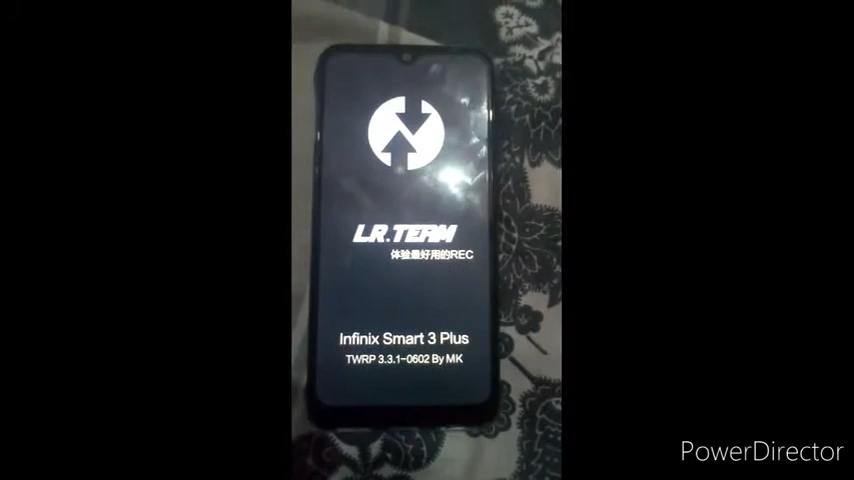 LR.TEAM
体验最好用的REC
Infinix Smart 3 Plus
TWRP 3.3.1-0602 By MK
PowerDirector